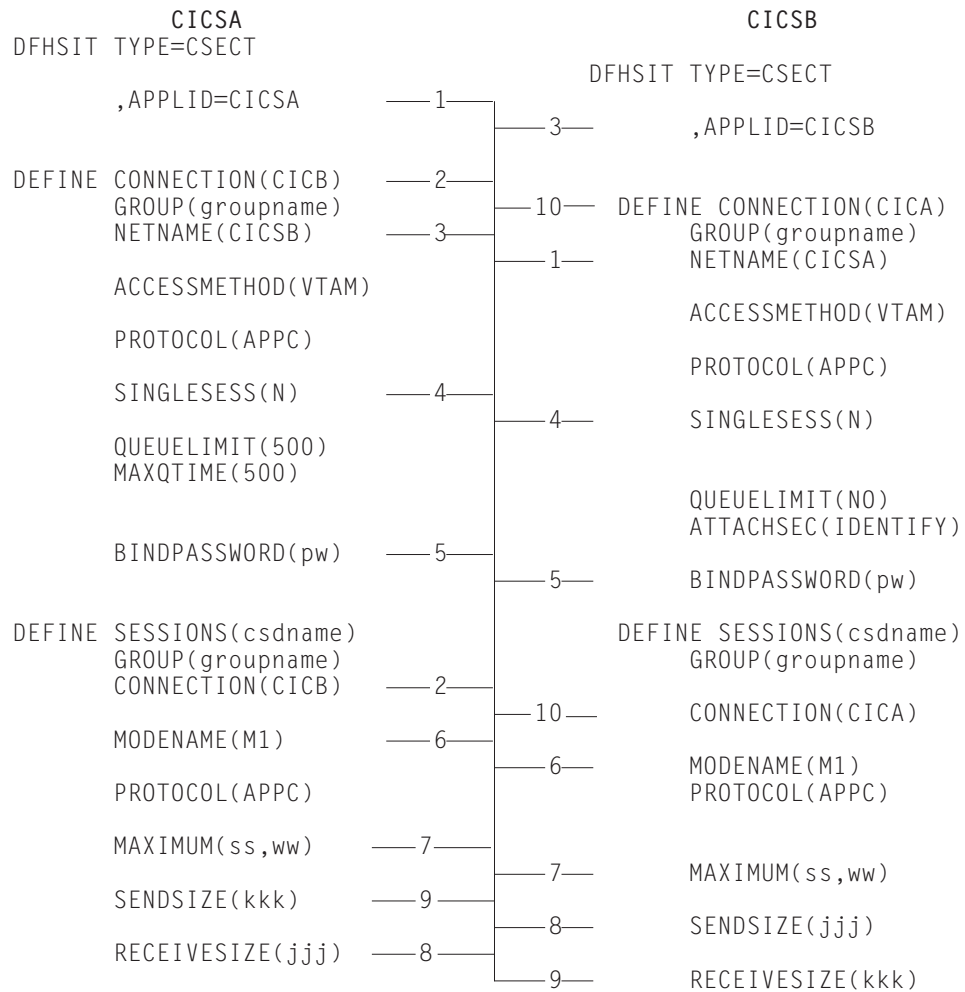 CICSA
DFHSIT TYPE=CSECT
,APPLID=CICSA 1
DEFINE CONNECTION(CICB) 2
GROUP(groupname)
NETNAME(CICSB) 3
ACCESSMETHOD(VTAM)
PROTOCOL(APPC)
SINGLESESS(N) 4
QUEUELIMIT(500)
MAXQTIME(500)
BINDPASSWORD(pw) 5
DEFINE SESSIONS(csdname)
GROUP(groupname)
CONNECTION(CICB) 2
MODENAME(M1) 6
PROTOCOL(APPC)
MAXIMUM(ss,ww) 7
SENDSIZE(kkk) 9
RECEIVESIZE(jjj) 8
CICSB
DFHSIT TYPE=CSECT
3 ,APPLID=CICSB
10 DEFINE CONNECTION(CICA)
GROUP(groupname)
1 NETNAME(CICSA)
ACCESSMETHOD(VTAM)
PROTOCOL(APPC)
4 SINGLESESS(N)
QUEUELIMIT(NO)
ATTACHSEC(IDENTIFY)
5 BINDPASSWORD(pw)
DEFINE SESSIONS(csdname)
GROUP(groupname)
10 CONNECTION(CICA)
6 MODENAME(M1)
PROTOCOL(APPC)
7 MAXIMUM(ss,ww)
8 SENDSIZE(jjj)
9 RECEIVESIZE(kkk)